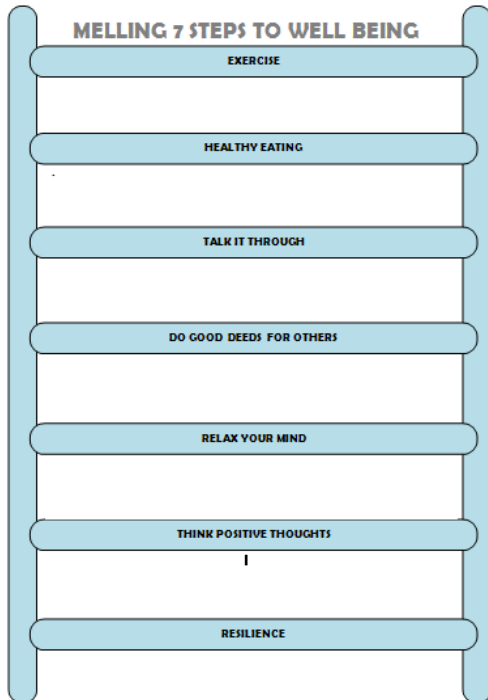 MELLING 7 STEPS TO WELL BEING
EXERCISE
HEALTHY EATING
TALK IT THROUGH
DO GOOD DEEDS FOR OTHERS
RELAX YOUR MIND
THINK POSITIVE THOUGHTS
RESILIENCE